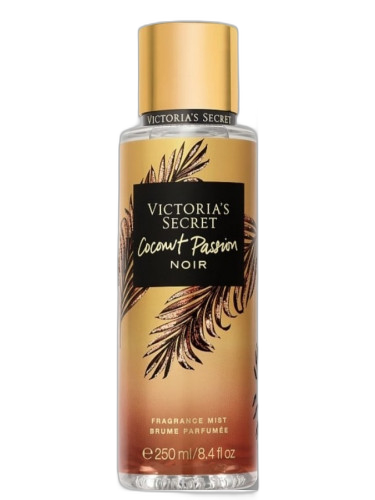 VICTORIA'S SECRET
VICTORIA'S
SECRET
Coconut Passion
NOIR
FRAGRANCE MIST
BRUME PARFUMÉE
℮ 250 ml/8.4 fl oz